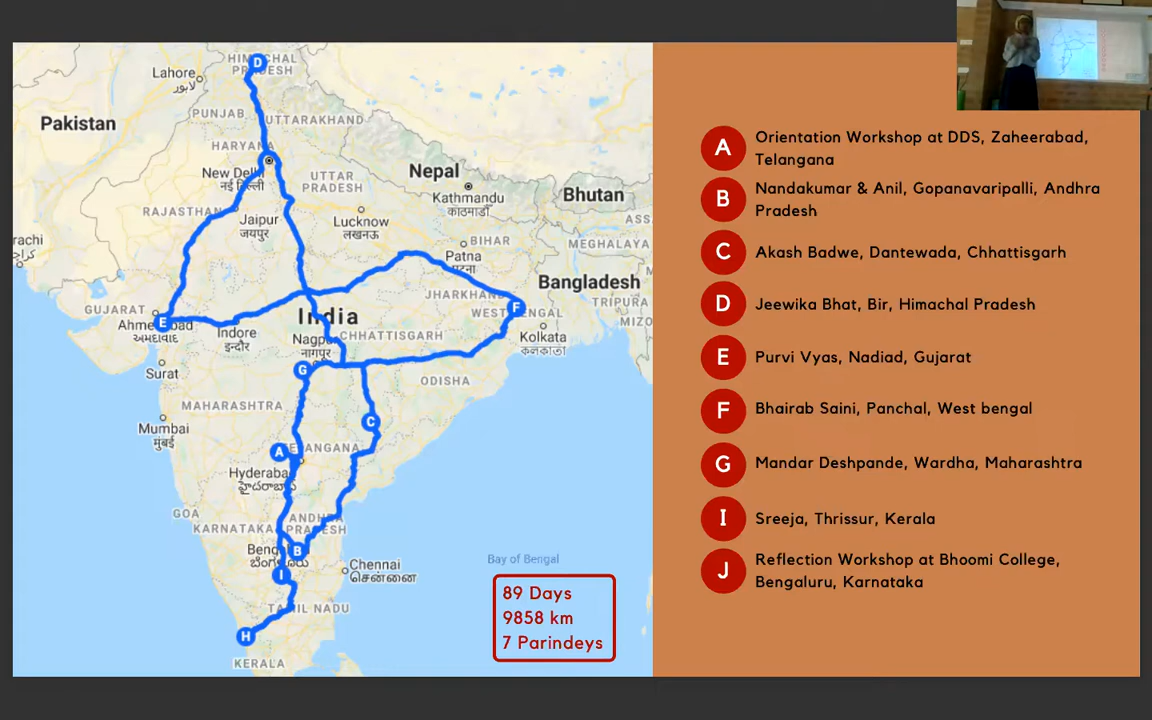 D
HIMACHAL
PRADESH
Lahore
لاہور
PUNJAB
UTTARAKHAND
Pakistan
HARYANA
New Delhi
नई दिल्ली
UTTAR
PRADESH
Nepal
Kathmandu
काठमाडौं
Bhutan
RAJASTHAN
Jaipur
जयपुर
Lucknow
लखनऊ
BIHAR
Patna
पटना
MEGHALAYA
Bangladesh
GUJARAT
E
Ahmedabad
અમદાવાદ
Indore
इन्दौर
India
JHARKHAND
WEST BENGAL
F
TRIPURA
MIZO
Kolkata
কলকাতা
CHHATTISGARH
Nagpur
नागपुर
G
Surat
ODISHA
MAHARASHTRA
Mumbai
मुंबई
C
A
TELANGANA
Hyderabad
GOA
KARNATAKA
ANDHRA
PRADESH
B
Chennai
சென்னை
I
TAMIL NADU
H
KERALA
Bay of Bengal
89 Days
9858 km
7 Parindeys
A Orientation Workshop at DDS, Zaheerabad,
Telangana
B Nandakumar & Anil, Gopanavaripalli, Andhra
Pradesh
C Akash Badwe, Dantewada, Chhattisgarh
D Jeewika Bhat, Bir, Himachal Pradesh
E Purvi Vyas, Nadiad, Gujarat
F Bhairab Saini, Panchal, West bengal
G Mandar Deshpande, Wardha, Maharashtra
I Sreeja, Thrissur, Kerala
J Reflection Workshop at Bhoomi College,
Bengaluru, Karnataka